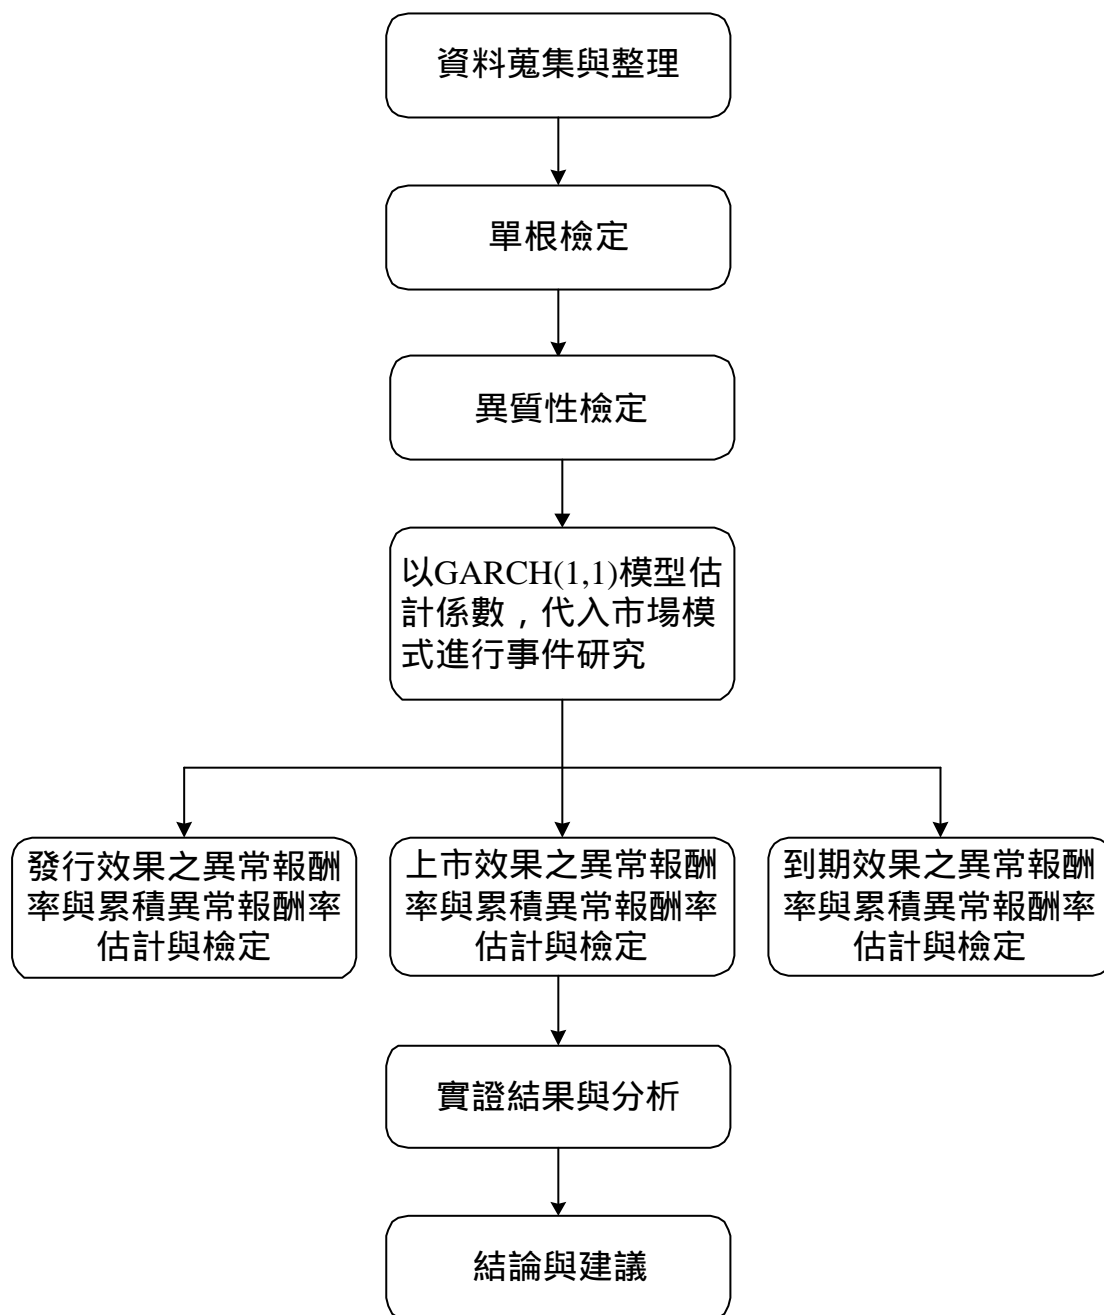 資料蒐集與整理
單根檢定
異質性檢定
以GARCH(1,1)模型估
計係數，代入市場模
式進行事件研究
發行效果之異常報酬
率與累積異常報酬率
估計與檢定
上市效果之異常報酬
率與累積異常報酬率
估計與檢定
到期效果之異常報酬
率與累積異常報酬率
估計與檢定
實證結果與分析
結論與建議